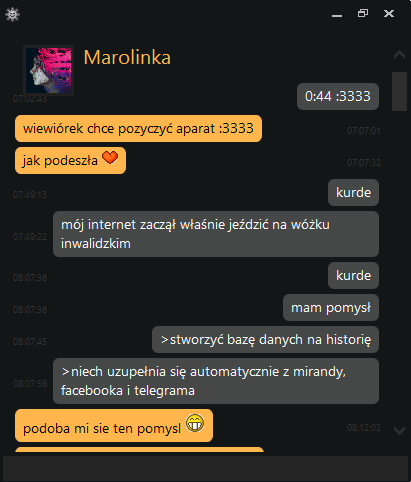 Marolinka
0:44 :3333
07:02:43
wiewiórek chce pozyczyć aparat :3333
07:07:01
jak podeszła
07:07:32
kurde
07:49:13
mój internet zaczął właśnie jeździć na wóżku
inwalidzkim
07:49:22
kurde
08:07:36
mam pomysł
08:07:36
>stworzyć bazę danych na historię
08:07:45
>niech uzupełnia się automatycznie z mirandy,
facebooka i telegrama
08:07:56
podoba mi sie ten pomysl
08:12:02